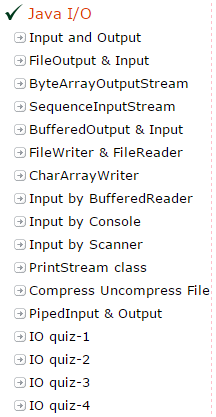 Java I/O
Input and Output
FileOutput & Input
ByteArrayOutputStream
SequenceInputStream
BufferedOutput & Input
FileWriter & FileReader
CharArrayWriter
Input by BufferedReader
Input by Console
Input by Scanner
PrintStream class
Compress Uncompress File
PipedInput & Output
IO quiz-1
IO quiz-2
IO quiz-3
IO quiz-4